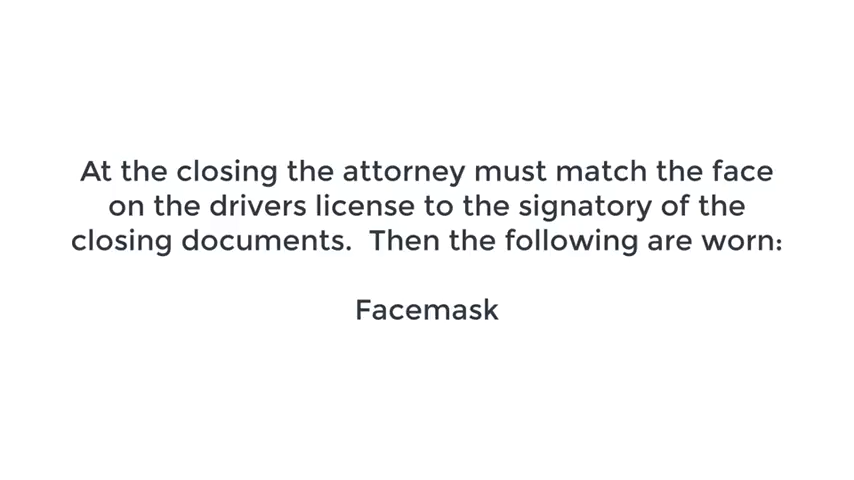 At the closing the attorney must match the face
on the drivers license to the signatory of the
closing documents.  Then the following are worn:
Facemask